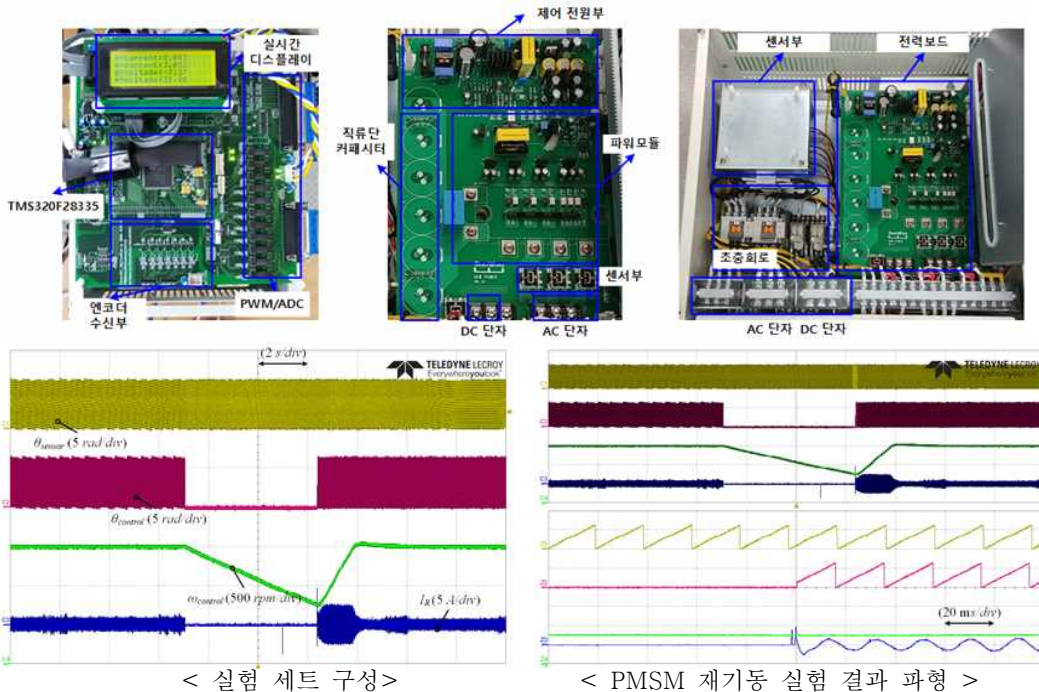 실시간
디스플레이
TMS320F28335
엔코더
수신부
PWM/ADC
제어 전원부
직류단
커패시터
파워모듈
센서부
DC 단자
AC 단자
센서부
전력보드
조충회로
AC 단자 DC 단자
(2 s/div)
TELEDYNE LECROY
Everywhereyoulook™
θsensor (5 rad/div)
θcontrol (5 rad/div)
ωcontrol (500 rpm/div)
IR(5 A/div)
TELEDYNE LECROY
Everywhereyoulook™
(20 ms/div)
< 실험 세트 구성>
< PMSM 재기동 실험 결과 파형 >